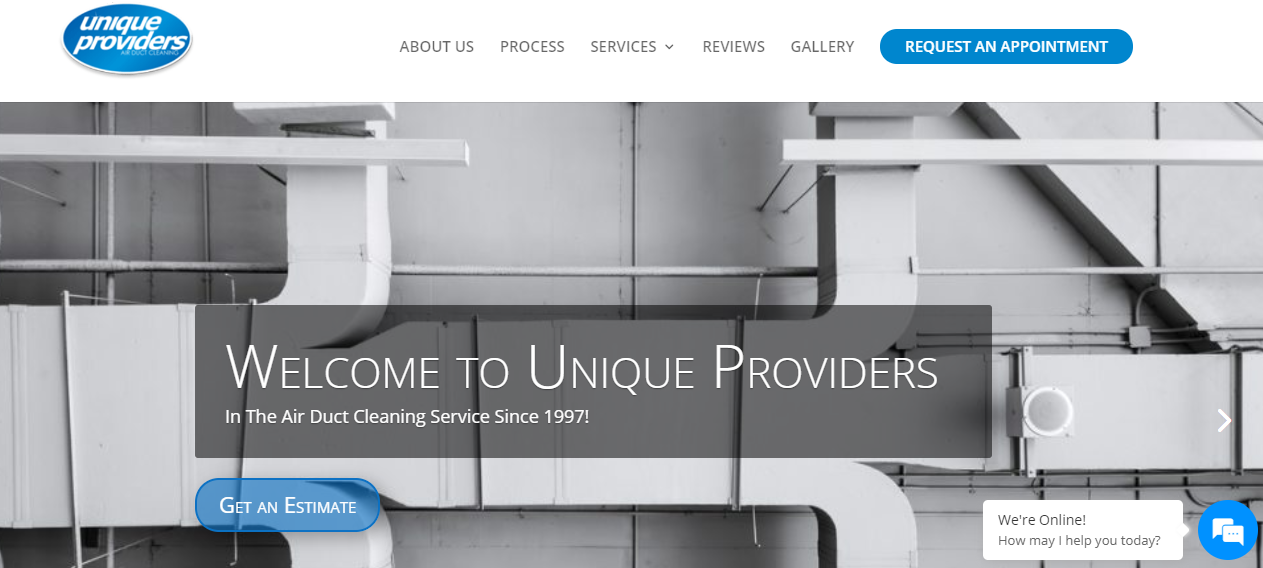 unique
providers
AIR DUCT CLEANING
ABOUT US
PROCESS
SERVICES
REVIEWS
GALLERY
REQUEST AN APPOINTMENT
Welcome to Unique Providers
In The Air Duct Cleaning Service Since 1997!
Get an Estimate
We're Online!
How may I help you today?